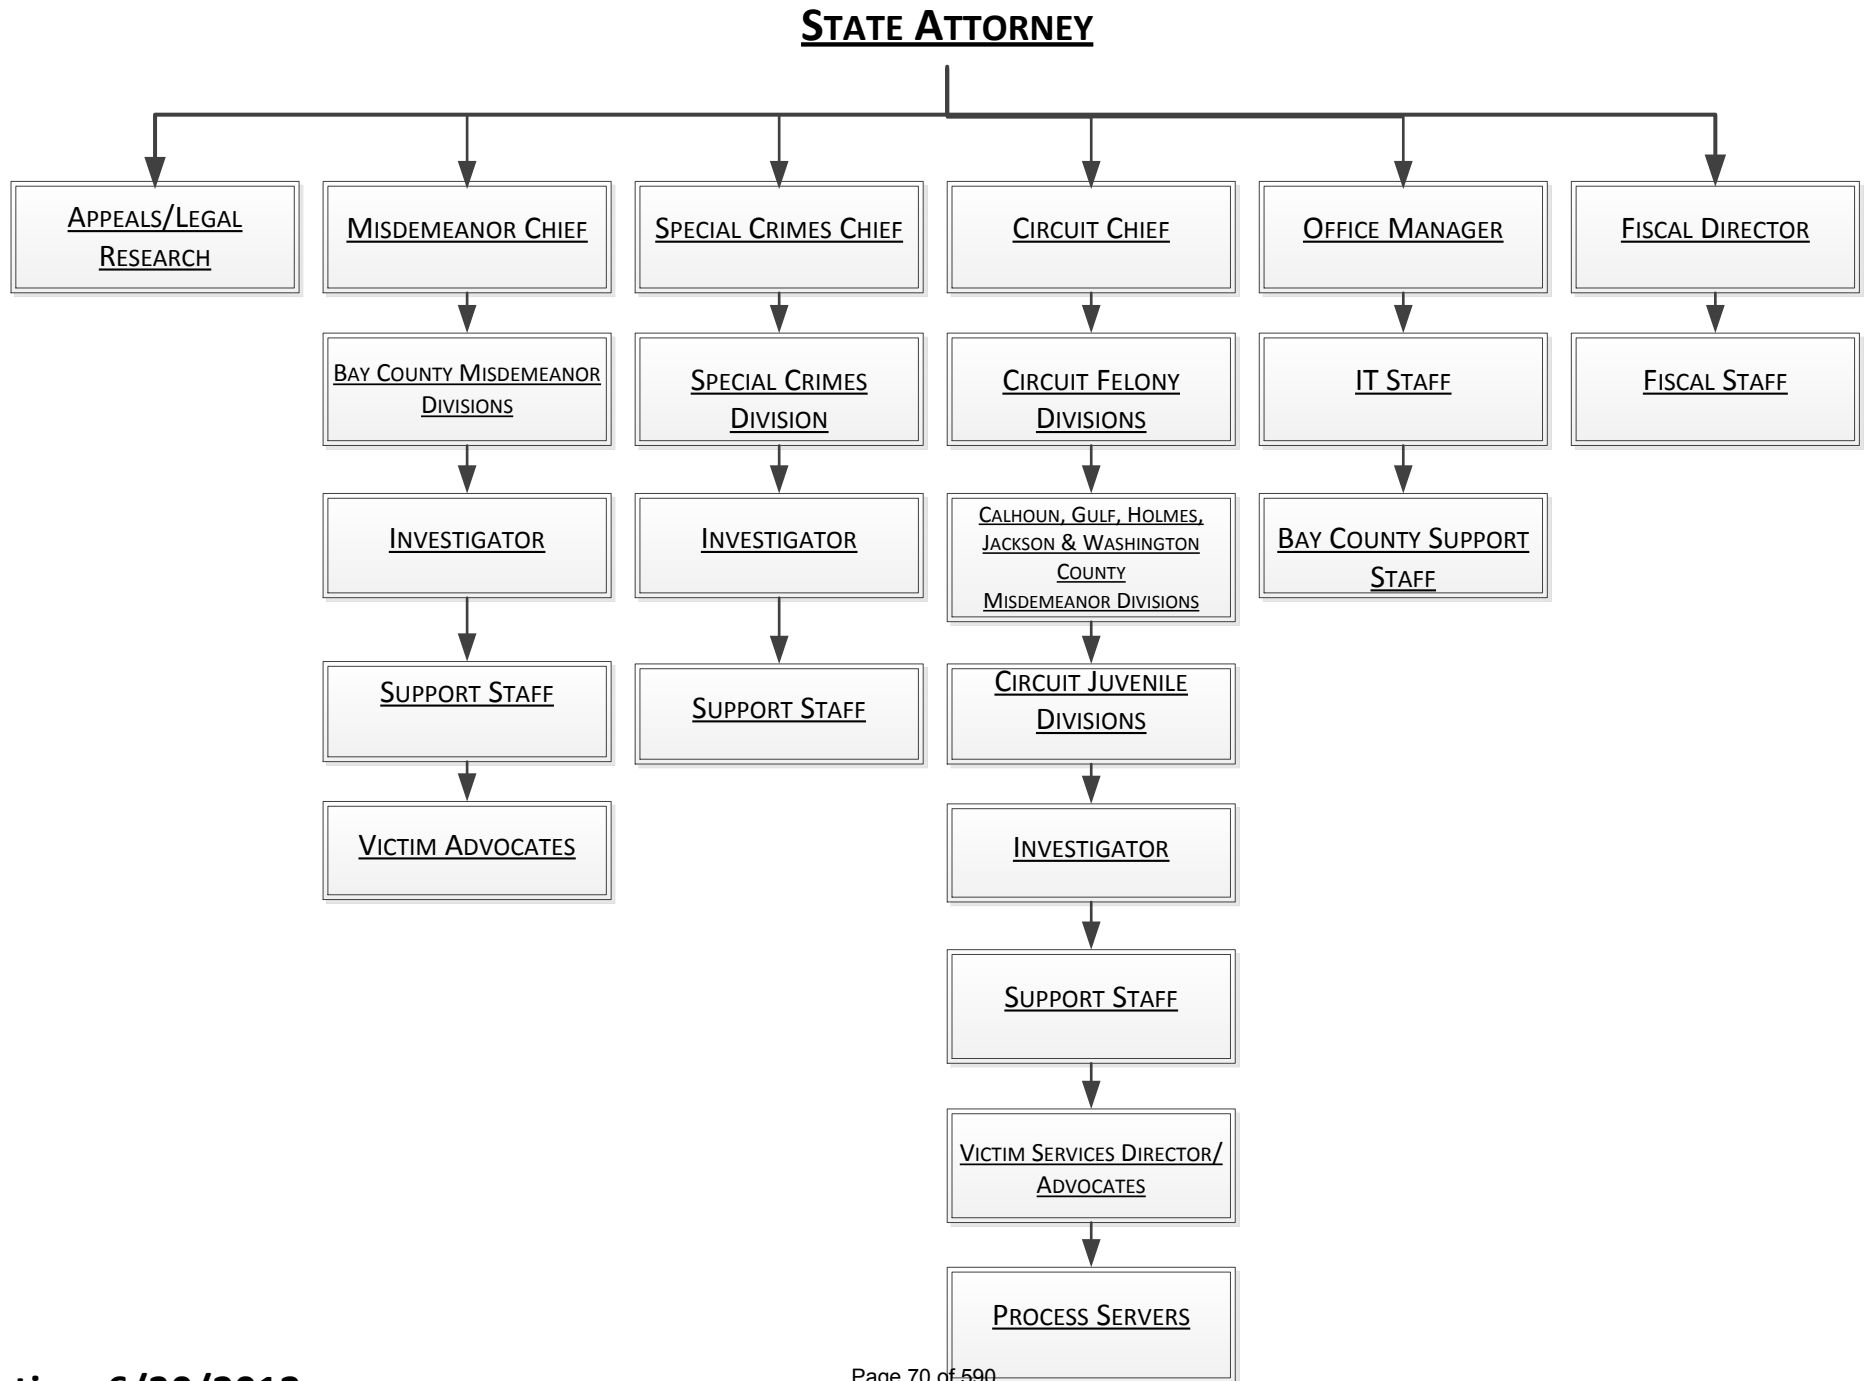 STATE ATTORNEY
APPEALS/LEGAL
RESEARCH
MISDEMEANOR CHIEF
SPECIAL CRIMES CHIEF
CIRCUIT CHIEF
OFFICE MANAGER
FISCAL DIRECTOR
BAY COUNTY MISDEMEANOR
DIVISIONS
SPECIAL CRIMES
DIVISION
CIRCUIT FELONY
DIVISIONS
IT STAFF
FISCAL STAFF
INVESTIGATOR
INVESTIGATOR
CALHOUN, GULF, HOLMES,
JACKSON & WASHINGTON
COUNTY
MISDEMEANOR DIVISIONS
BAY COUNTY SUPPORT
STAFF
SUPPORT STAFF
SUPPORT STAFF
CIRCUIT JUVENILE
DIVISIONS
VICTIM ADVOCATES
INVESTIGATOR
SUPPORT STAFF
VICTIM SERVICES DIRECTOR/
ADVOCATES
PROCESS SERVERS
Page 70 of 590